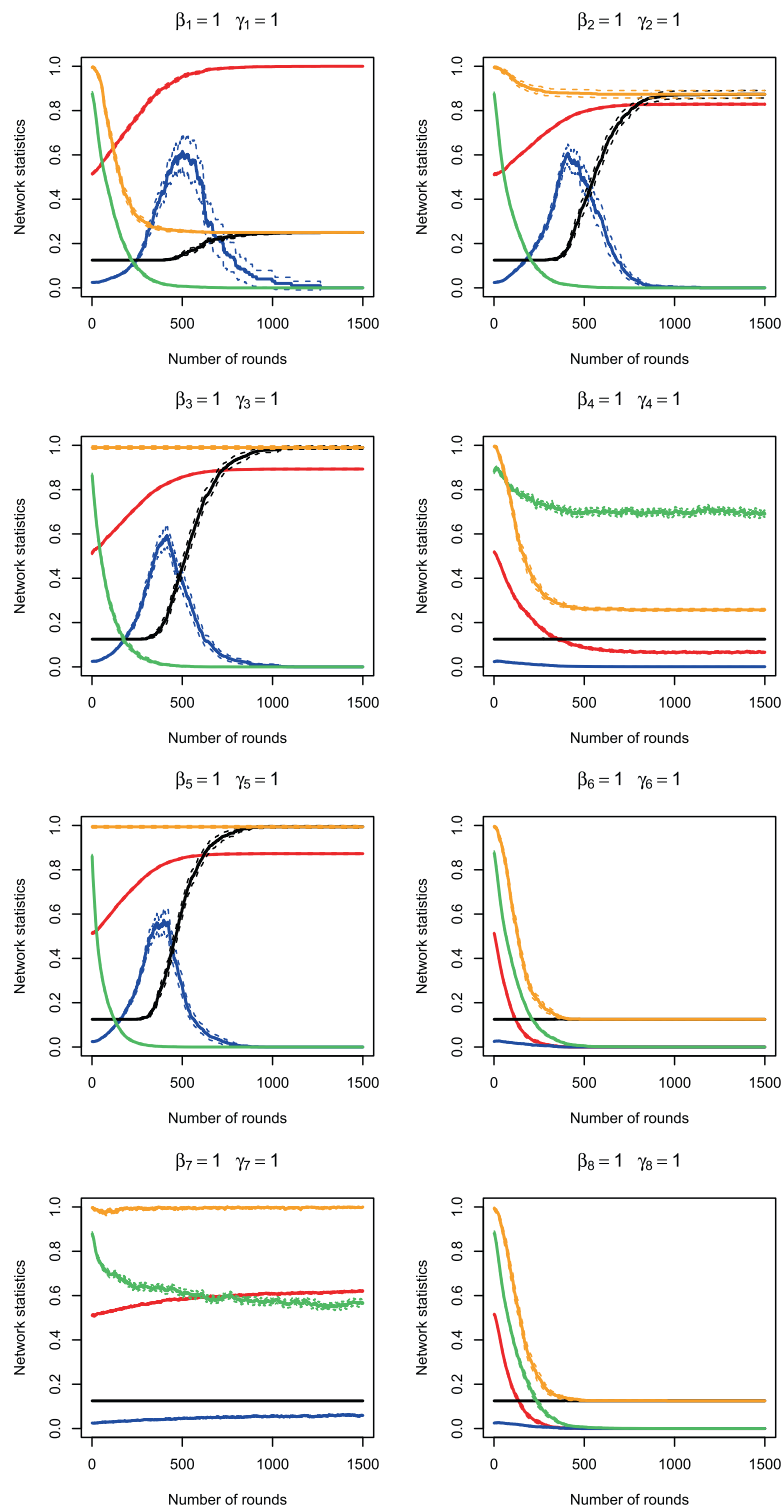 β1 = 1 γ1 = 1
Network statistics
0.0 0.2 0.4 0.6 0.8 1.0
0 500 1000 1500
Number of rounds
β2 = 1 γ2 = 1
Network statistics
0.0 0.2 0.4 0.6 0.8 1.0
0 500 1000 1500
Number of rounds
β3 = 1 γ3 = 1
Network statistics
0.0 0.2 0.4 0.6 0.8 1.0
0 500 1000 1500
Number of rounds
β4 = 1 γ4 = 1
Network statistics
0.0 0.2 0.4 0.6 0.8 1.0
0 500 1000 1500
Number of rounds
β5 = 1 γ5 = 1
Network statistics
0.0 0.2 0.4 0.6 0.8 1.0
0 500 1000 1500
Number of rounds
β6 = 1 γ6 = 1
Network statistics
0.0 0.2 0.4 0.6 0.8 1.0
0 500 1000 1500
Number of rounds
β7 = 1 γ7 = 1
Network statistics
0.0 0.2 0.4 0.6 0.8 1.0
0 500 1000 1500
Number of rounds
β8 = 1 γ8 = 1
Network statistics
0.0 0.2 0.4 0.6 0.8 1.0
0 500 1000 1500
Number of rounds